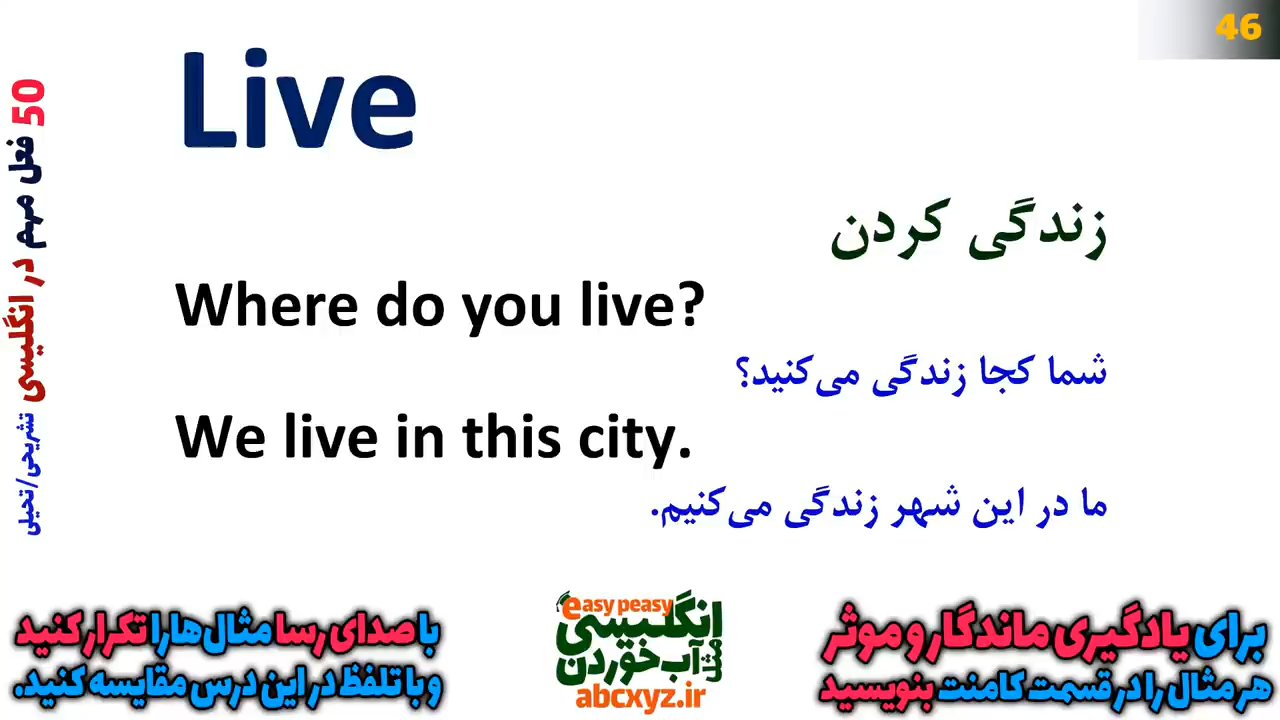 46
Live
زندگی کردن
Where do you live?
شما کجا زندگی می‌کنید؟
We live in this city.
ما در این شهر زندگی می‌کنیم.
50 فعل مهم در انگلیسی تشریحی/تحیلی
برای یادگیری ماندگار و موثر
هر مثال را در قسمت کامنت بنویسید
easy peasy
انگلیسی
مثل آب خوردن
abcxyz.ir
با صدای رسا مثال‌ها را تکرار کنید
و با تلفظ در این درس مقایسه کنید.